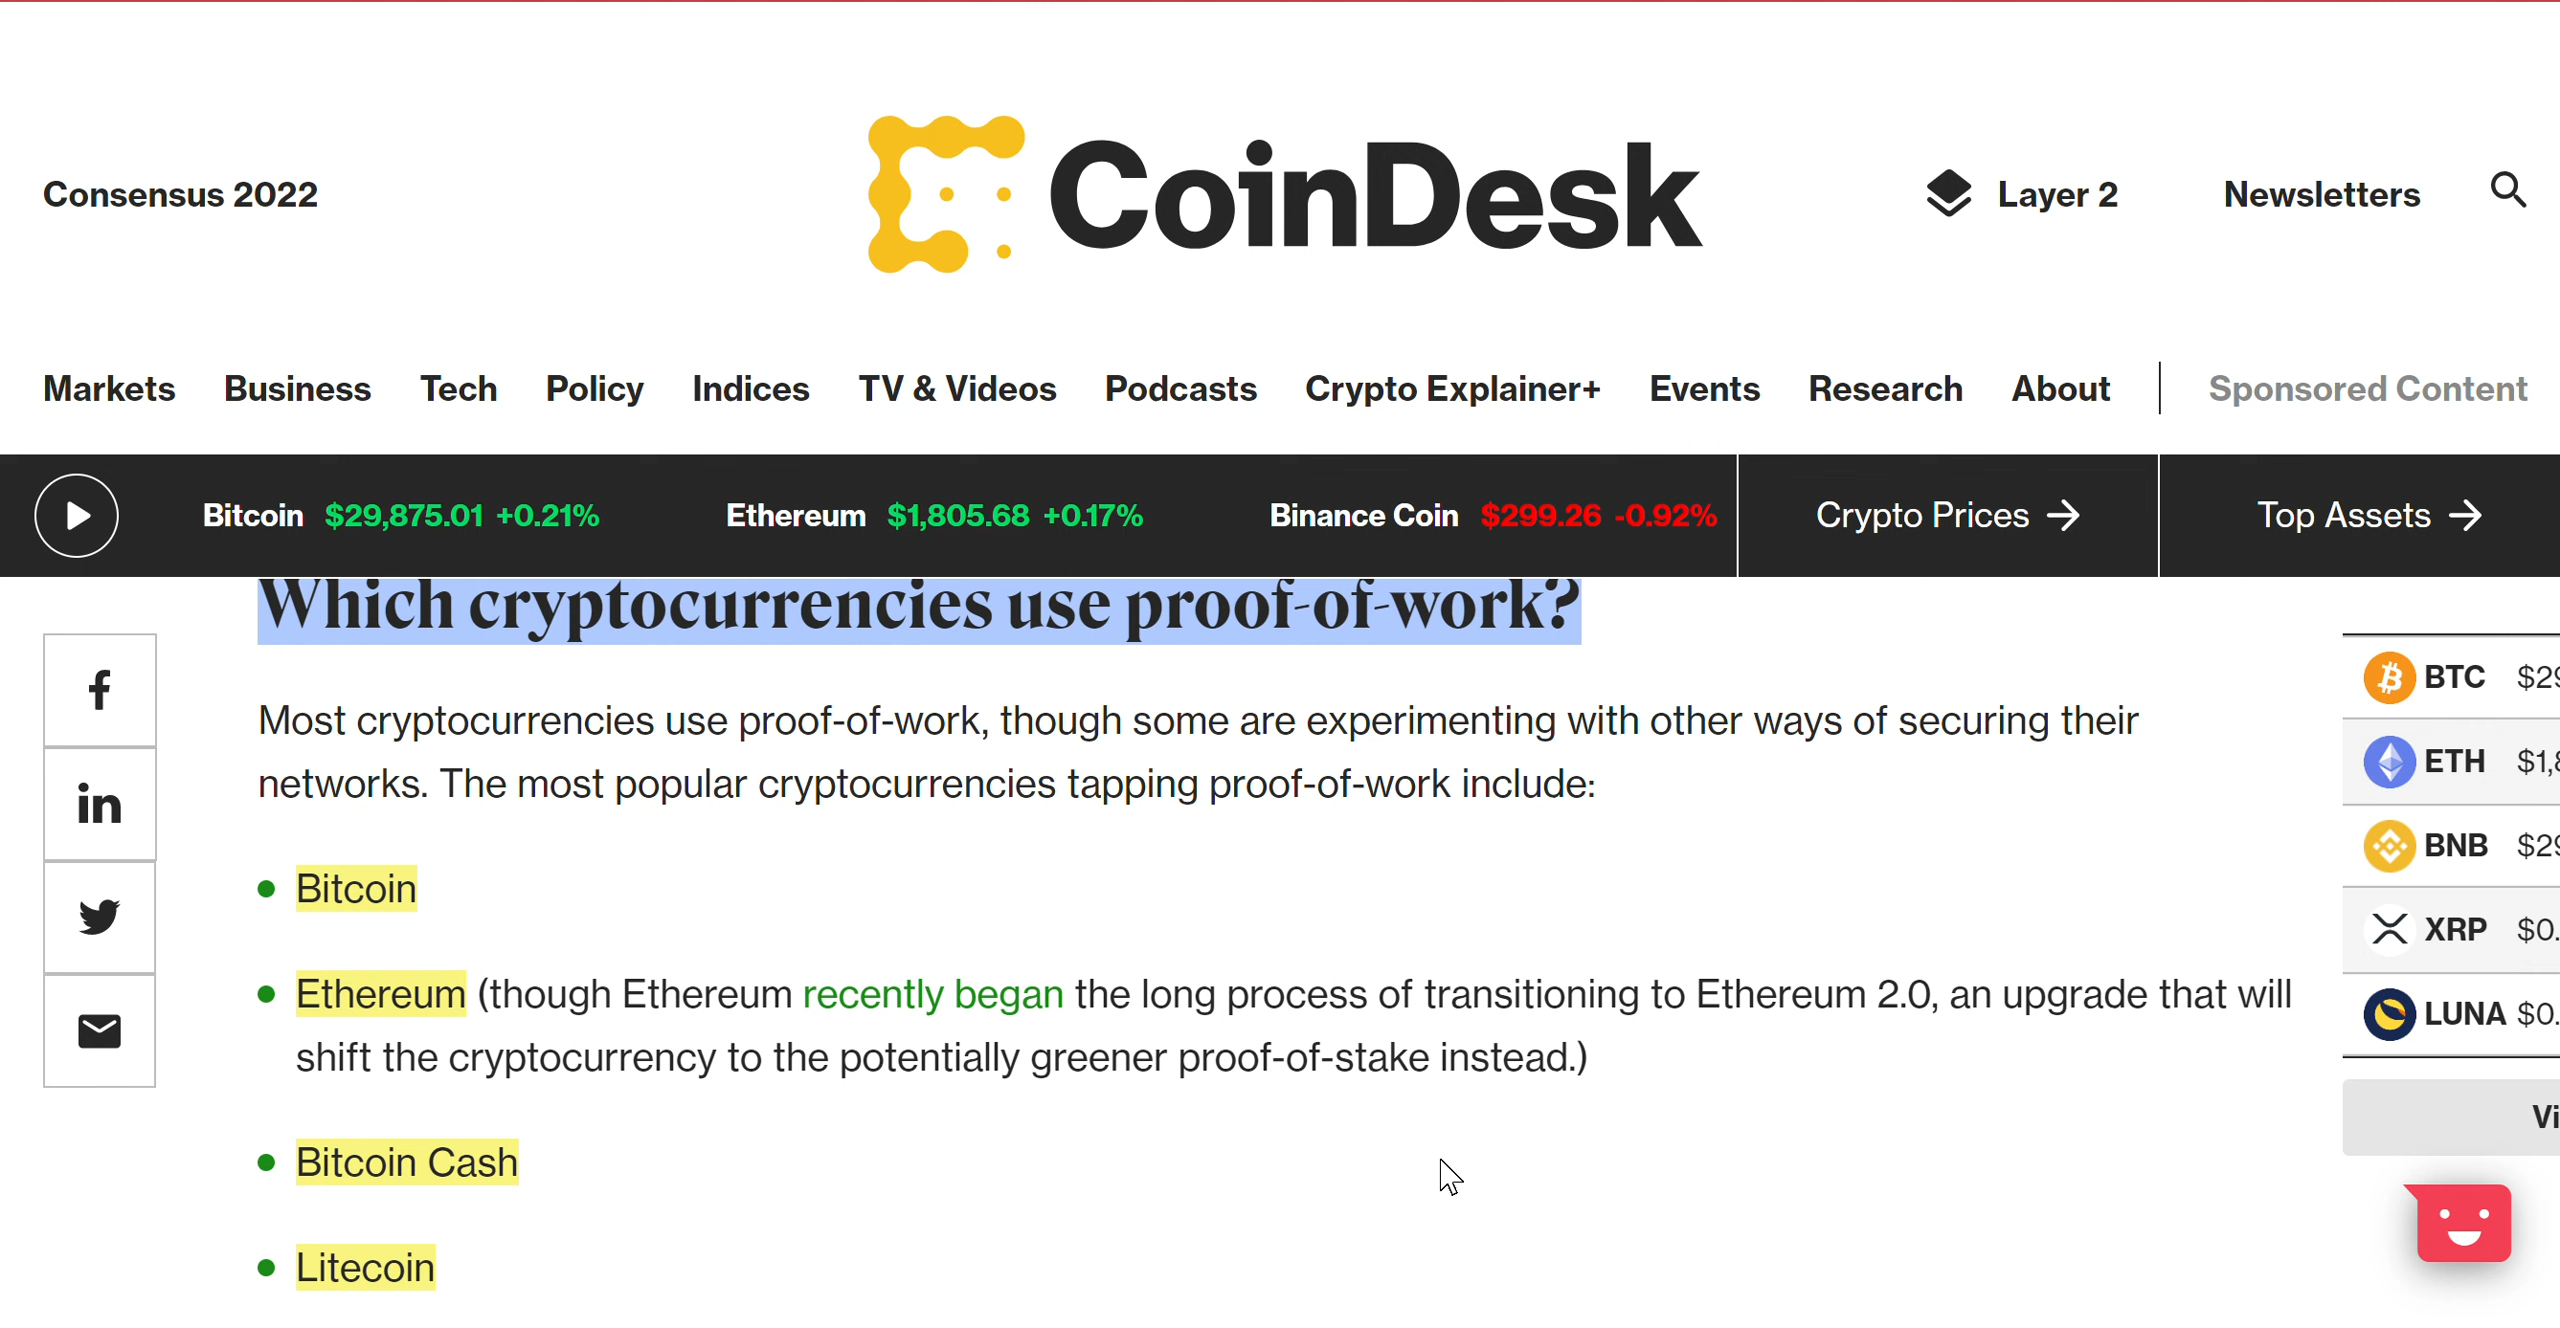 Consensus 2022
CoinDesk
Layer 2
Newsletters
Markets Business Tech Policy Indices TV & Videos Podcasts Crypto Explainer+ Events Research About Sponsored Content
Bitcoin $29,875.01 +0.21% Ethereum $1,805.68 +0.17% Binance Coin $299.26 -0.92% Crypto Prices → Top Assets →
Which cryptocurrencies use proof-of-work?
Most cryptocurrencies use proof-of-work, though some are experimenting with other ways of securing their
networks. The most popular cryptocurrencies tapping proof-of-work include:
• Bitcoin
• Ethereum (though Ethereum recently began the long process of transitioning to Ethereum 2.0, an upgrade that will
shift the cryptocurrency to the potentially greener proof-of-stake instead.)
• Bitcoin Cash
• Litecoin
BTC
ETH
BNB
XRP $0.
LUNA $0.